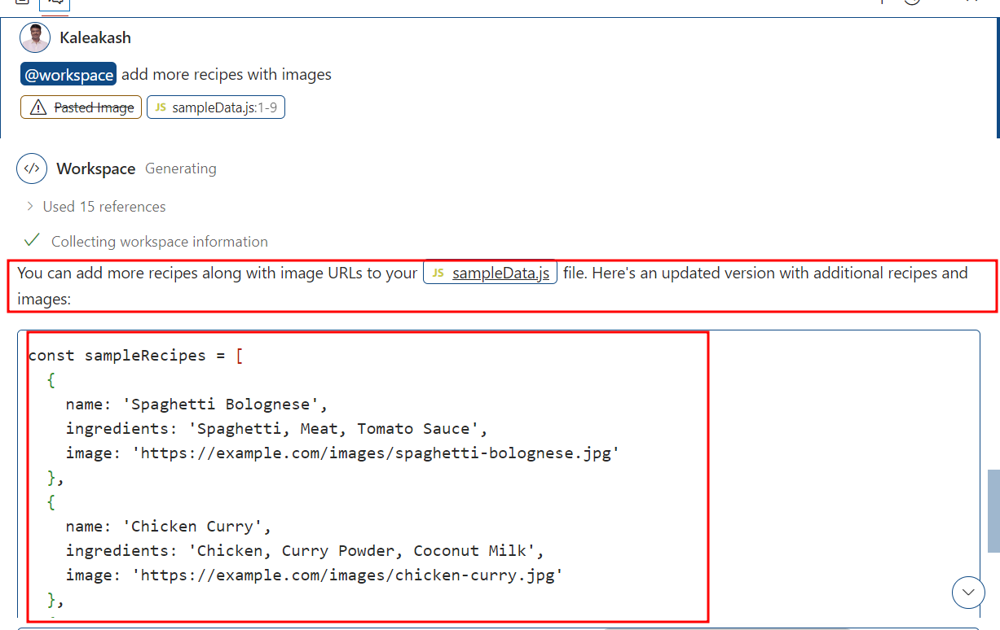 Kaleakash
@workspace add more recipes with images
Pasted Image JS sampleData.js:1-9
Workspace Generating
Used 15 references
Collecting workspace information
You can add more recipes along with image URLs to your JS sampleData.js file. Here's an updated version with additional recipes and
images:
const sampleRecipes = [
{
name: 'Spaghetti Bolognese',
ingredients: 'Spaghetti, Meat, Tomato Sauce',
image: 'https://example.com/images/spaghetti-bolognese.jpg'
},
{
name: 'Chicken Curry',
ingredients: 'Chicken, Curry Powder, Coconut Milk',
image: 'https://example.com/images/chicken-curry.jpg'
},